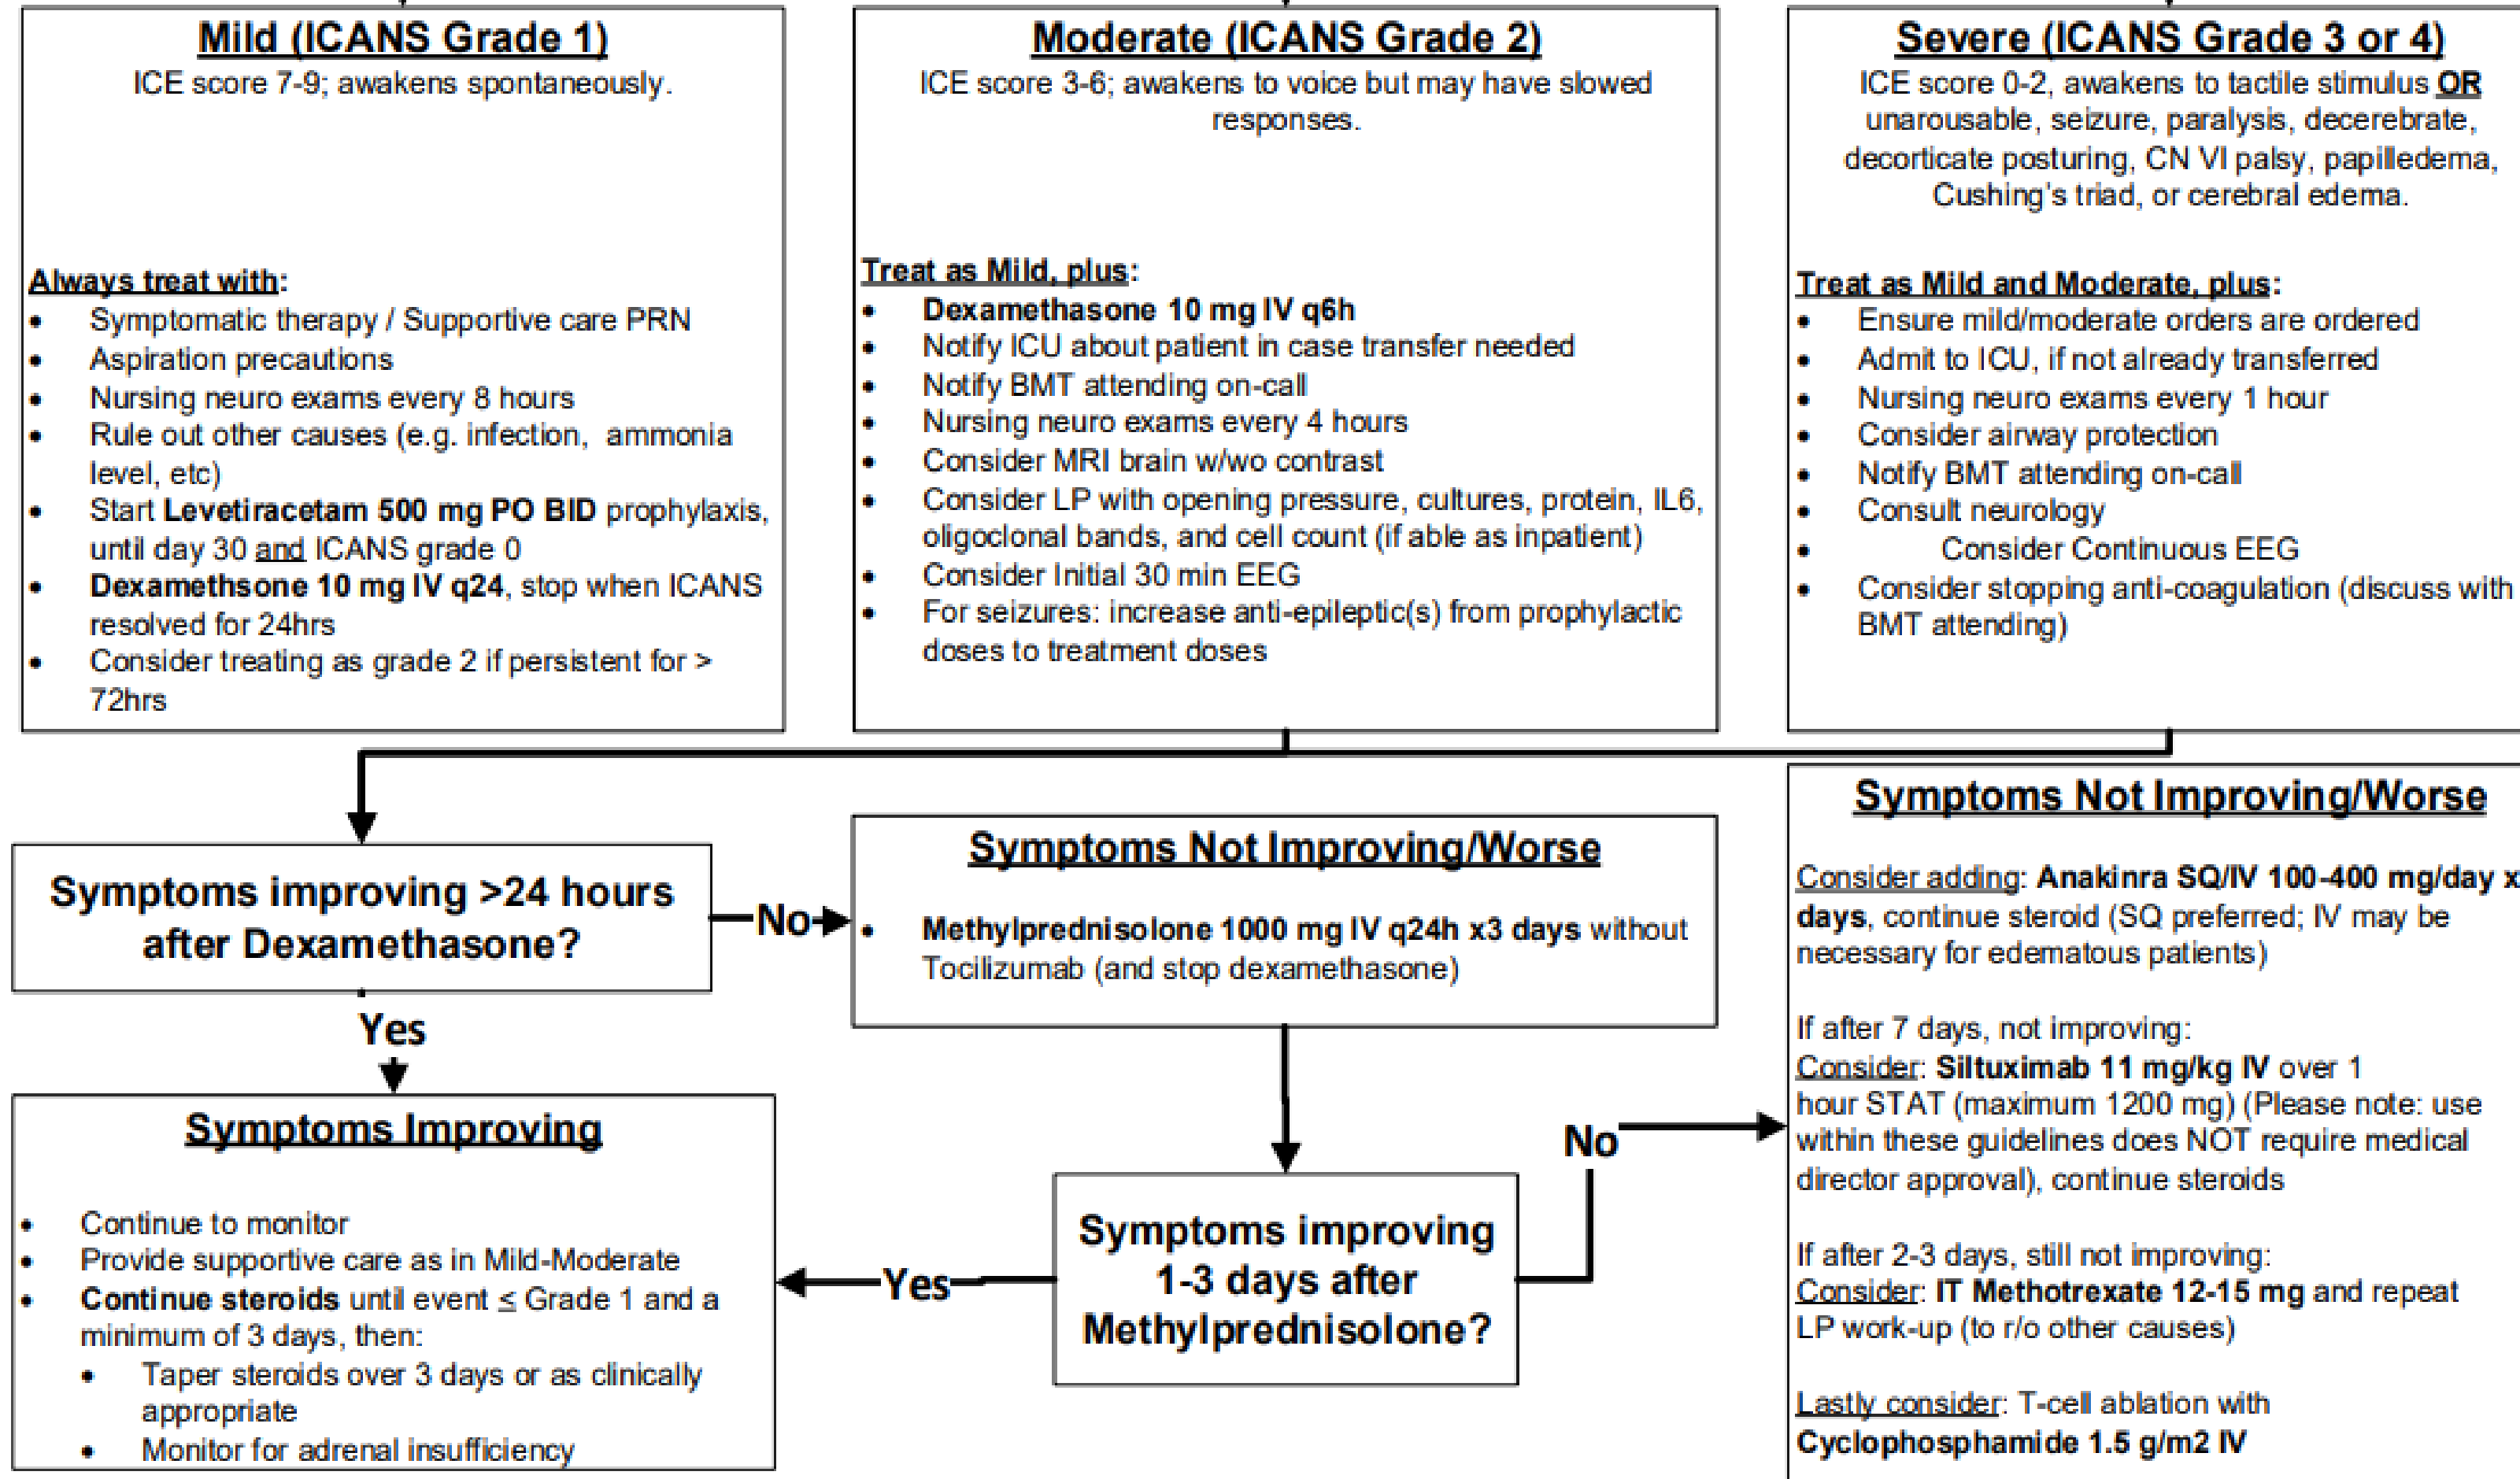 Mild (ICANS Grade 1)
ICE score 7-9; awakens spontaneously.
Always treat with:
• Symptomatic therapy / Supportive care PRN
• Aspiration precautions
• Nursing neuro exams every 8 hours
• Rule out other causes (e.g. infection, ammonia
level, etc)
• Start Levetiracetam 500 mg PO BID prophylaxis,
until day 30 and ICANS grade 0
• Dexamethsone 10 mg IV q24, stop when ICANS
resolved for 24hrs
• Consider treating as grade 2 if persistent for >
72hrs
Moderate (ICANS Grade 2)
ICE score 3-6; awakens to voice but may have slowed
responses.
Treat as Mild, plus:
• Dexamethasone 10 mg IV q6h
• Notify ICU about patient in case transfer needed
• Notify BMT attending on-call
• Nursing neuro exams every 4 hours
• Consider MRI brain w/wo contrast
• Consider LP with opening pressure, cultures, protein, IL6,
oligoclonal bands, and cell count (if able as inpatient)
• Consider Initial 30 min EEG
• For seizures: increase anti-epileptic(s) from prophylactic
doses to treatment doses
Severe (ICANS Grade 3 or 4)
ICE score 0-2, awakens to tactile stimulus OR
unarousable, seizure, paralysis, decerebrate,
decorticate posturing, CN VI palsy, papilledema,
Cushing's triad, or cerebral edema.
Treat as Mild and Moderate, plus:
• Ensure mild/moderate orders are ordered
• Admit to ICU, if not already transferred
• Nursing neuro exams every 1 hour
• Consider airway protection
• Notify BMT attending on-call
• Consult neurology
• Consider Continuous EEG
• Consider stopping anti-coagulation (discuss with
BMT attending)
Symptoms improving >24 hours
after Dexamethasone?
No
Yes
Symptoms Not Improving/Worse
• Methylprednisolone 1000 mg IV q24h x3 days without
Tocilizumab (and stop dexamethasone)
Symptoms Improving
• Continue to monitor
• Provide supportive care as in Mild-Moderate
• Continue steroids until event ≤ Grade 1 and a
minimum of 3 days, then:
• Taper steroids over 3 days or as clinically
appropriate
• Monitor for adrenal insufficiency
Yes
Symptoms improving
1-3 days after
Methylprednisolone?
No
Symptoms Not Improving/Worse
Consider adding: Anakinra SQ/IV 100-400 mg/day x
days, continue steroid (SQ preferred; IV may be
necessary for edematous patients)
If after 7 days, not improving:
Consider: Siltuximab 11 mg/kg IV over 1
hour STAT (maximum 1200 mg) (Please note: use
within these guidelines does NOT require medical
director approval), continue steroids
If after 2-3 days, still not improving:
Consider: IT Methotrexate 12-15 mg and repeat
LP work-up (to r/o other causes)
Lastly consider: T-cell ablation with
Cyclophosphamide 1.5 g/m2 IV